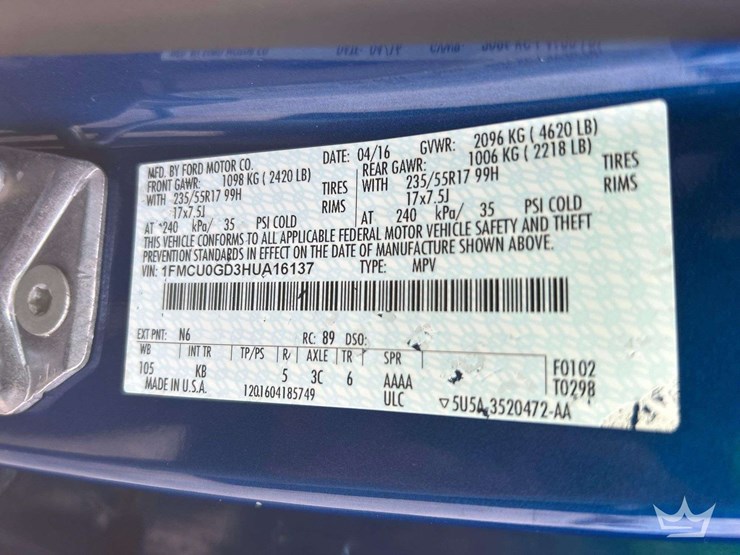 MFD. BY FORD MOTOR CO.
DATE: 04/16 GVWR: 2096 KG ( 4620 LB)
FRONT GAWR: 1098 KG ( 2420 LB) REAR GAWR: 1006 KG ( 2218 LB)
WITH 235/55R17 99H TIRES WITH 235/55R17 99H TIRES
17x7.5J RIMS 17x7.5J RIMS
AT 240 kPa/ 35 PSI COLD AT 240 kPa/ 35 PSI COLD
THIS VEHICLE CONFORMS TO ALL APPLICABLE FEDERAL MOTOR VEHICLE SAFETY AND THEFT
PREVENTION STANDARDS IN EFFECT ON THE DATE OF MANUFACTURE SHOWN ABOVE.
VIN: 1FMCU0GD3HUA16137 TYPE: MPV
EXT PNT: N6 RC: 89 DSO:
WB INT TR TP/PS R AXLE TR SPR
105 KB 5 3C 6 AAAA F0102
MADE IN U.S.A. 120.1604185749 ULC T0298
▽5U5A-3520472-AA